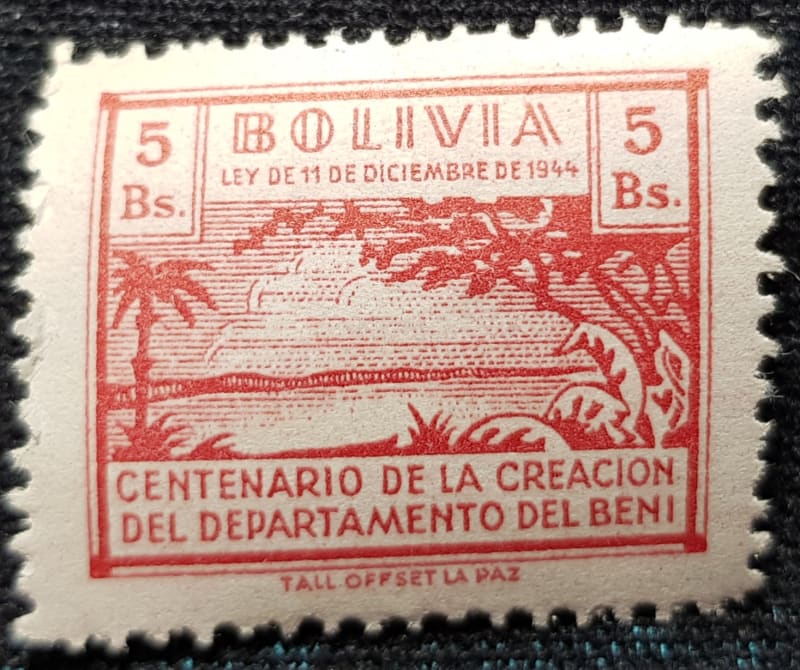 5 BOLIVIA 5
Bs. LEY DE 11 DE DICIEMBRE DE 1944 Bs.
CENTENARIO DE LA CREACION
DEL DEPARTAMENTO DEL BENI
TALL. OFFSET LA PAZ